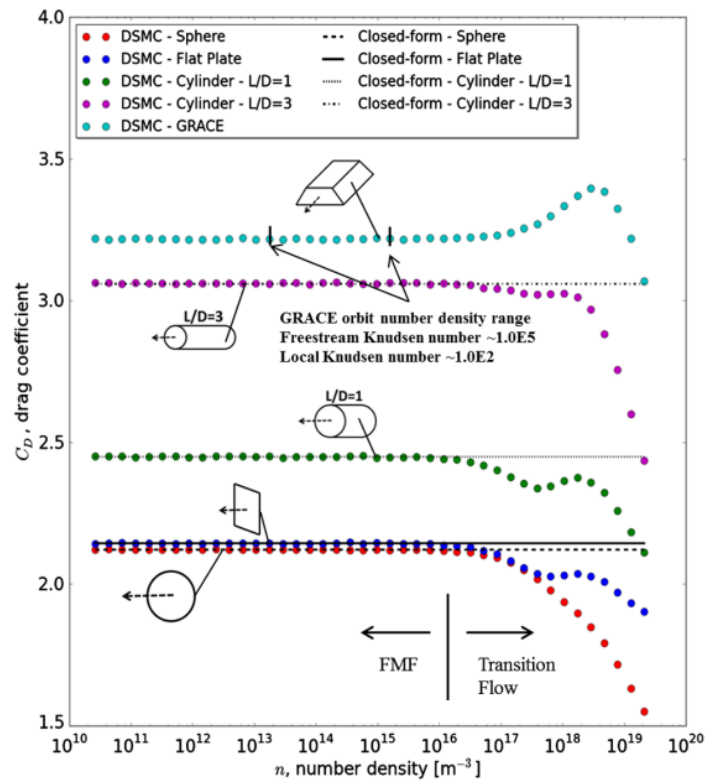 4.0
DSMC - Sphere
DSMC - Flat Plate
DSMC - Cylinder - L/D=1
DSMC - Cylinder - L/D=3
DSMC - GRACE
Closed-form - Sphere
Closed-form - Flat Plate
Closed-form - Cylinder - L/D=1
Closed-form - Cylinder - L/D=3
3.5
3.0
L/D=3
GRACE orbit number density range
Freestream Knudsen number ~1.0E5
Local Knudsen number ~1.0E2
L/D=1
2.5
2.0
FMF
Transition
Flow
1.5
C_D, drag coefficient
10^10 10^11 10^12 10^13 10^14 10^15 10^16 10^17 10^18 10^19 10^20
n, number density [m^−3]